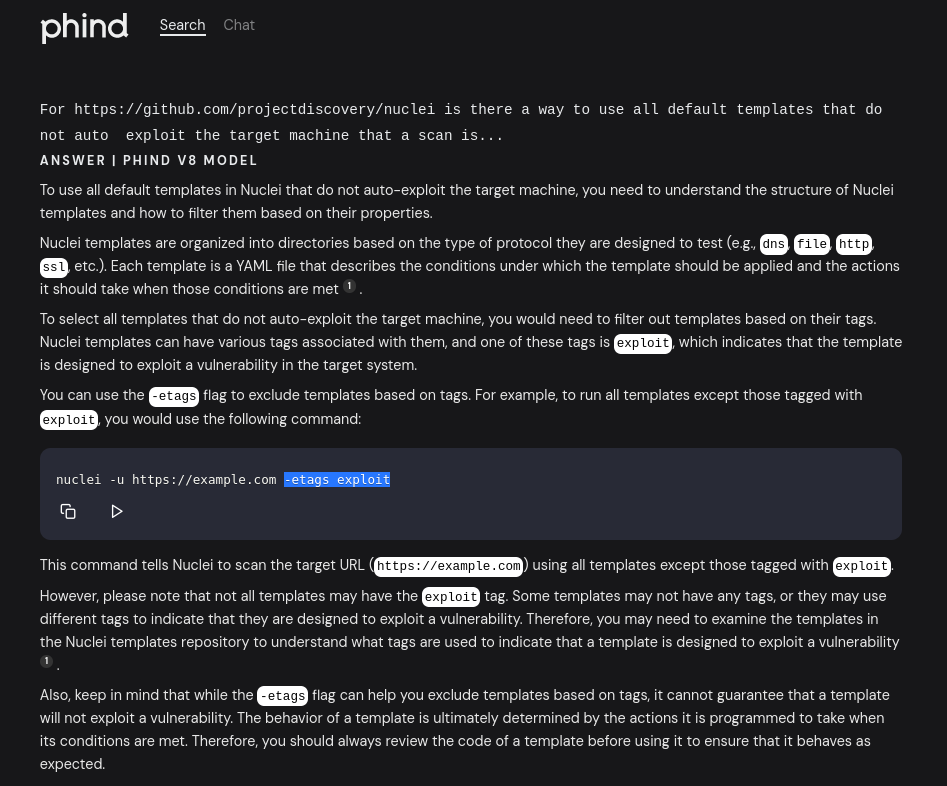 phind Search Chat
For https://github.com/projectdiscovery/nuclei is there a way to use all default templates that do
not auto  exploit the target machine that a scan is...
ANSWER | PHIND V8 MODEL
To use all default templates in Nuclei that do not auto-exploit the target machine, you need to understand the structure of Nuclei
templates and how to filter them based on their properties.
Nuclei templates are organized into directories based on the type of protocol they are designed to test (e.g., dns, file, http,
ssl, etc.). Each template is a YAML file that describes the conditions under which the template should be applied and the actions
it should take when those conditions are met 1 .
To select all templates that do not auto-exploit the target machine, you would need to filter out templates based on their tags.
Nuclei templates can have various tags associated with them, and one of these tags is exploit, which indicates that the template
is designed to exploit a vulnerability in the target system.
You can use the -etags flag to exclude templates based on tags. For example, to run all templates except those tagged with
exploit, you would use the following command:
nuclei -u https://example.com -etags exploit
This command tells Nuclei to scan the target URL (https://example.com) using all templates except those tagged with exploit.
However, please note that not all templates may have the exploit tag. Some templates may not have any tags, or they may use
different tags to indicate that they are designed to exploit a vulnerability. Therefore, you may need to examine the templates in
the Nuclei templates repository to understand what tags are used to indicate that a template is designed to exploit a vulnerability
1 .
Also, keep in mind that while the -etags flag can help you exclude templates based on tags, it cannot guarantee that a template
will not exploit a vulnerability. The behavior of a template is ultimately determined by the actions it is programmed to take when
its conditions are met. Therefore, you should always review the code of a template before using it to ensure that it behaves as
expected.